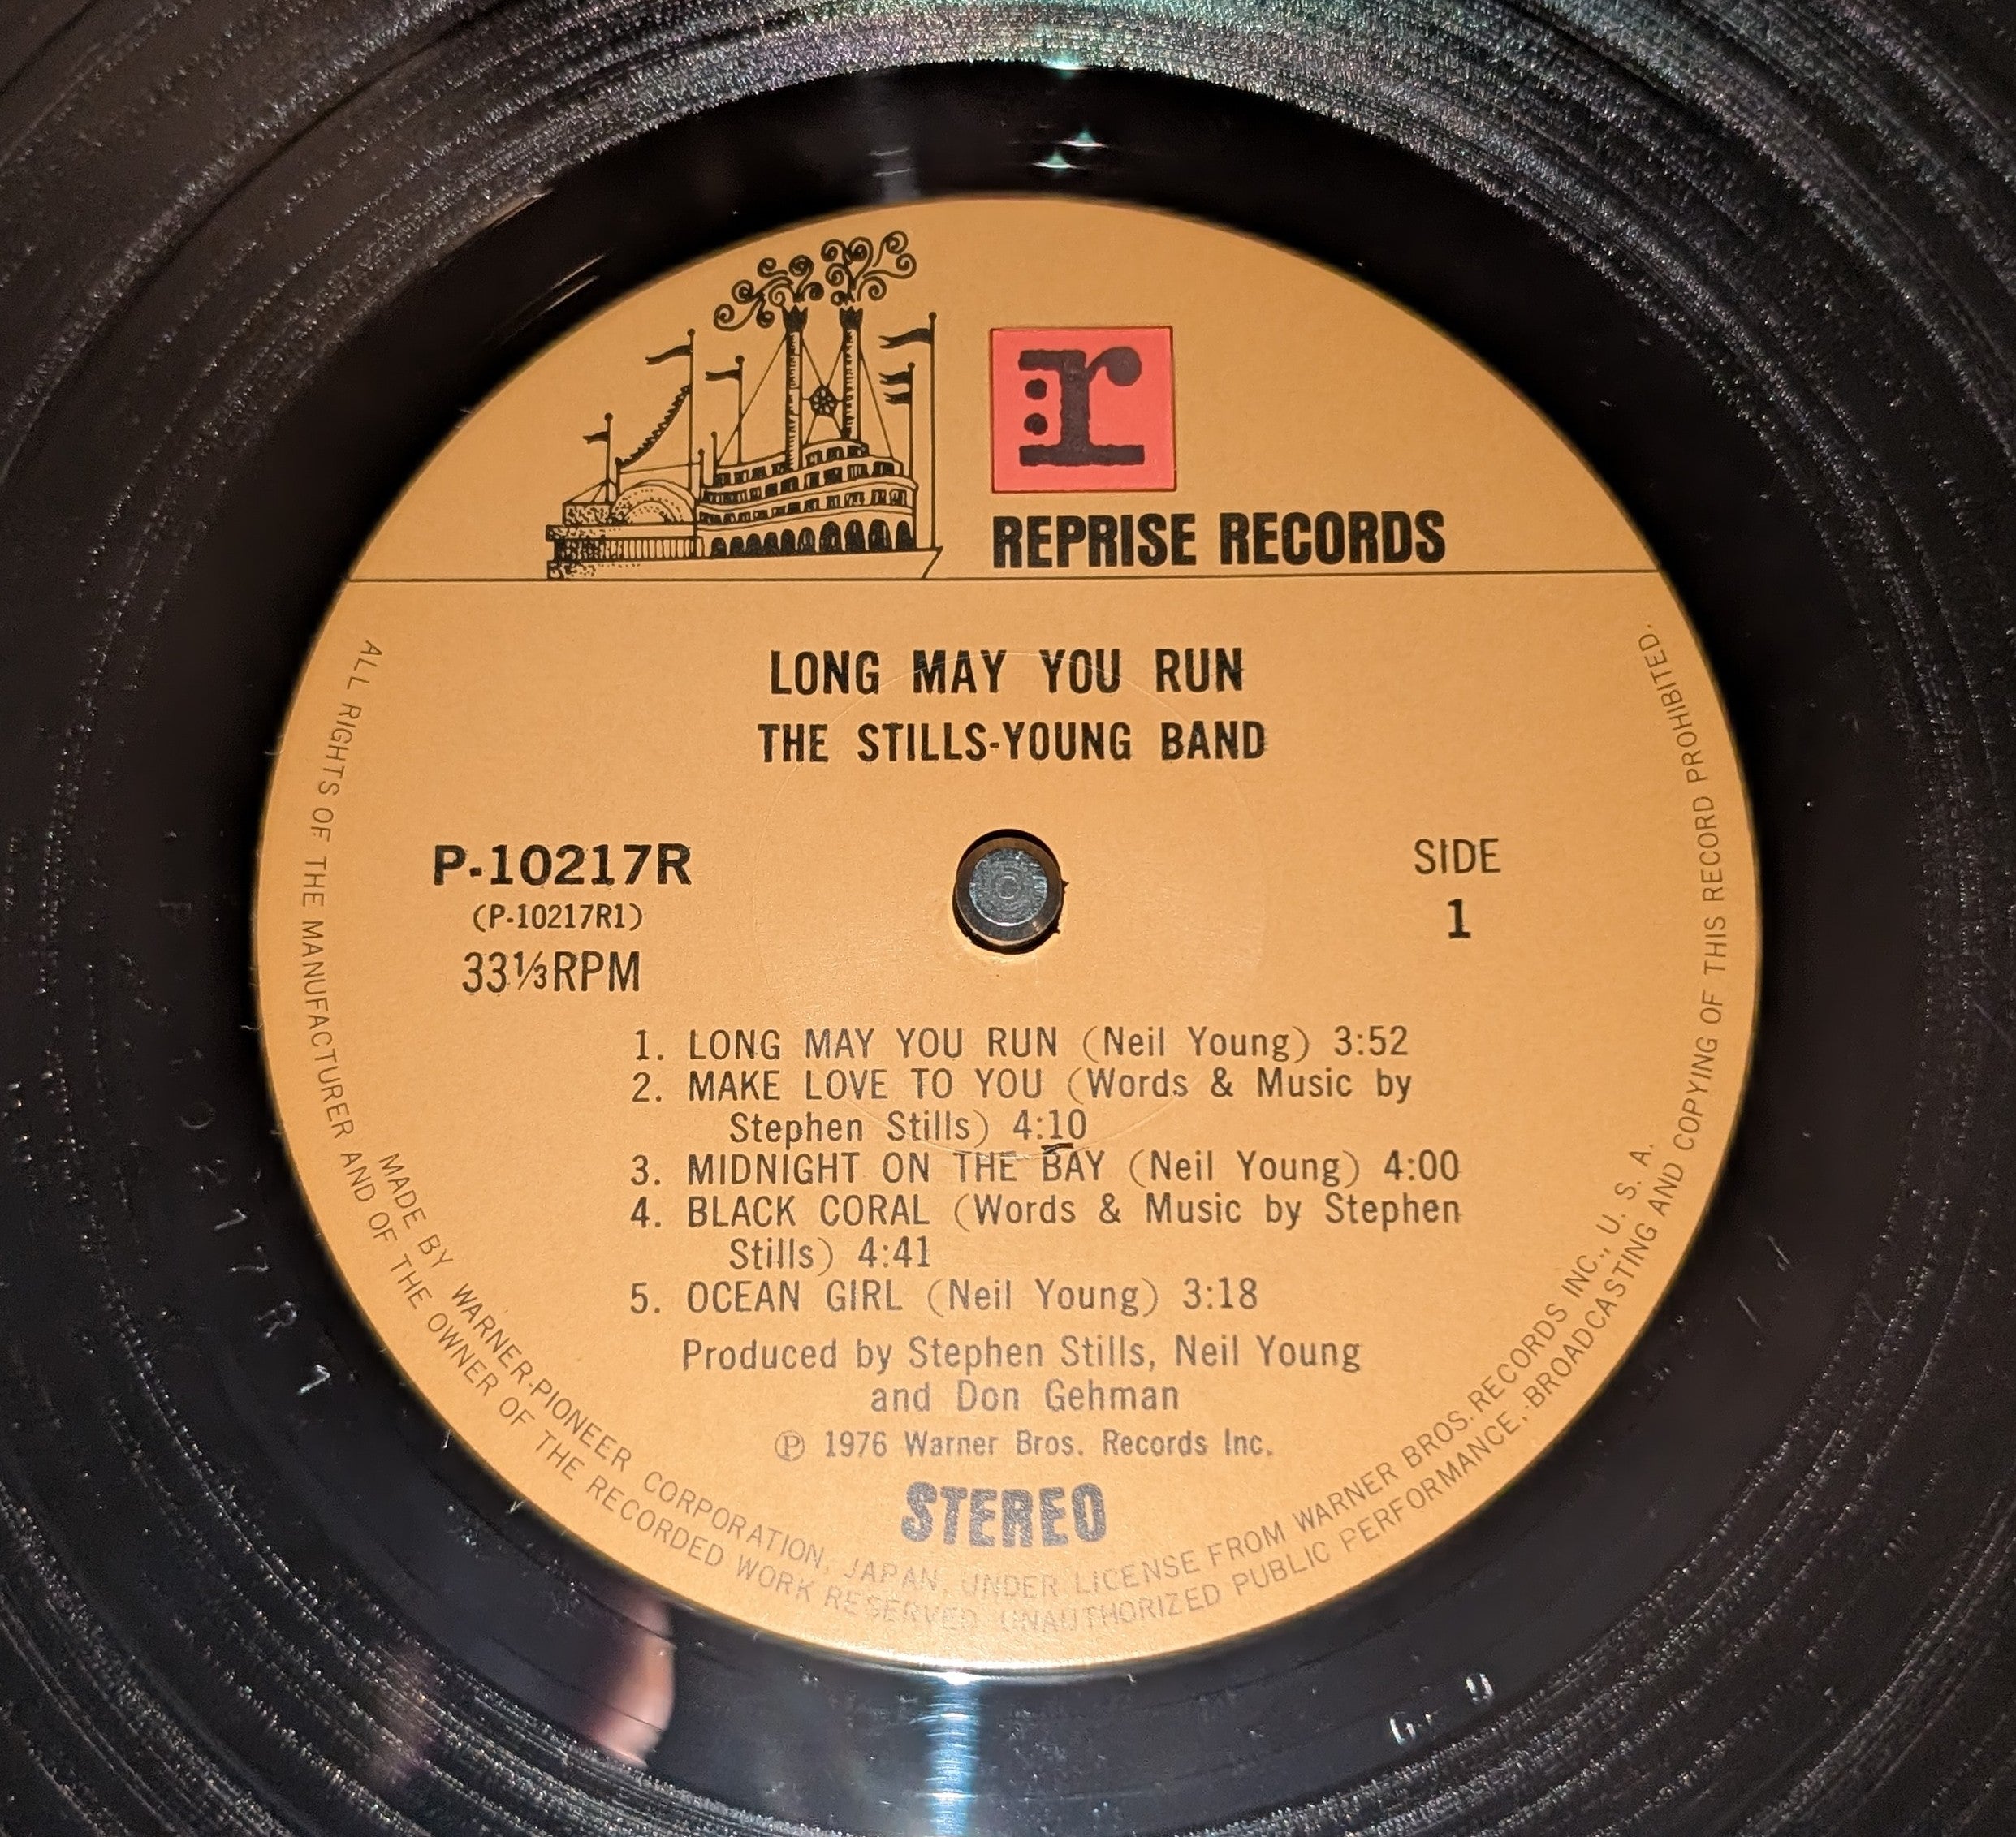 r:
REPRISE RECORDS
LONG MAY YOU RUN
THE STILLS-YOUNG BAND
P-10217R
(P-10217R1)
33⅓RPM
SIDE
1
1. LONG MAY YOU RUN (Neil Young) 3:52
2. MAKE LOVE TO YOU (Words & Music by
Stephen Stills) 4:10
3. MIDNIGHT ON THE BAY (Neil Young) 4:00
4. BLACK CORAL (Words & Music by Stephen
Stills) 4:41
5. OCEAN GIRL (Neil Young) 3:18
Produced by Stephen Stills, Neil Young
and Don Gehman
Ⓟ 1976 Warner Bros. Records Inc.
STEREO
MADE BY WARNER-PIONEER CORPORATION, JAPAN, UNDER LICENSE FROM WARNER BROS. RECORDS INC., U. S. A.
ALL RIGHTS OF THE MANUFACTURER AND OF THE OWNER OF THE RECORDED WORK RESERVED UNAUTHORIZED PUBLIC PERFORMANCE, BROADCASTING AND COPYING OF THIS RECORD PROHIBITED.
P-10217R1